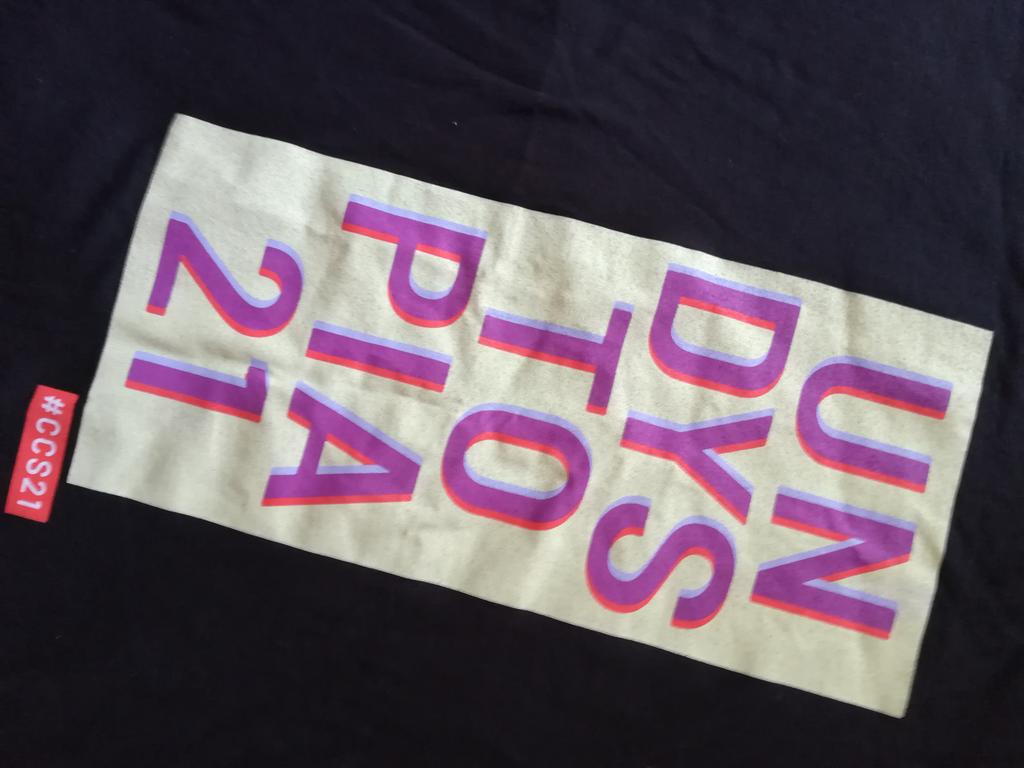 UN
DYS
TO
PIA
21
#CCS21